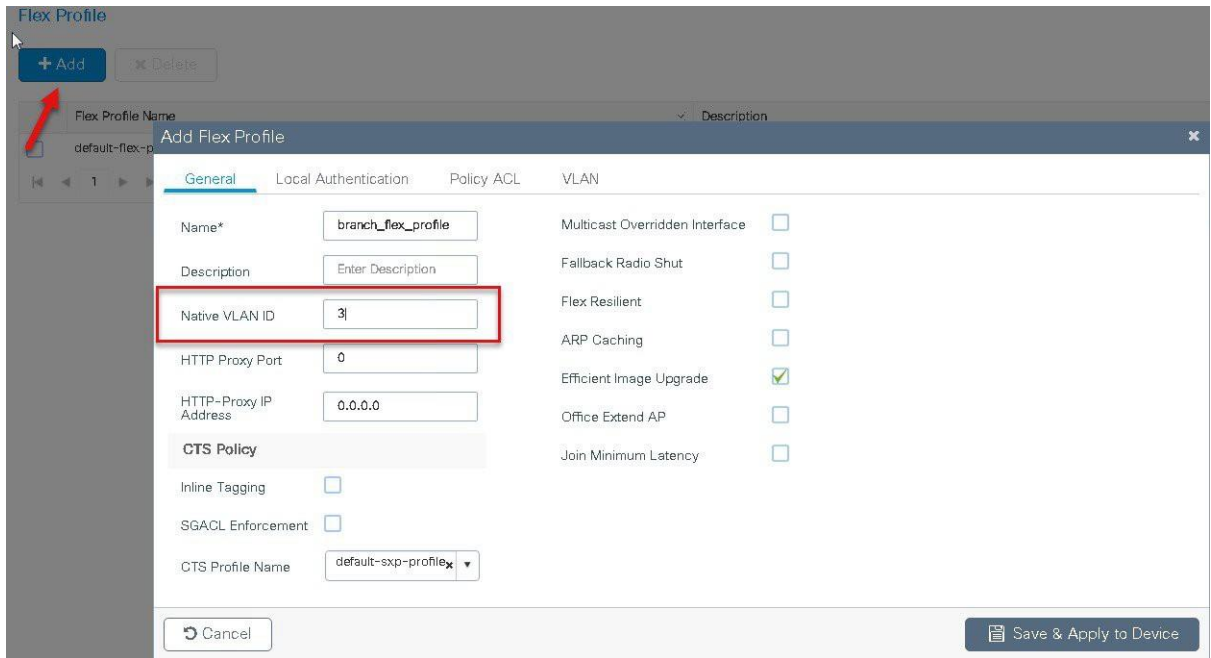 Flex Profile
+ Add
× Delete
Flex Profile Name
Description
default-flex-p
1
Add Flex Profile
×
General
Local Authentication
Policy ACL
VLAN
Name*
branch_flex_profile
Description
Enter Description
Native VLAN ID
3
HTTP Proxy Port
0
HTTP-Proxy IP
Address
0.0.0.0
CTS Policy
Inline Tagging
SGACL Enforcement
CTS Profile Name
default-sxp-profile
Multicast Overridden Interface
Fallback Radio Shut
Flex Resilient
ARP Caching
Efficient Image Upgrade
Office Extend AP
Join Minimum Latency
Cancel
Save & Apply to Device